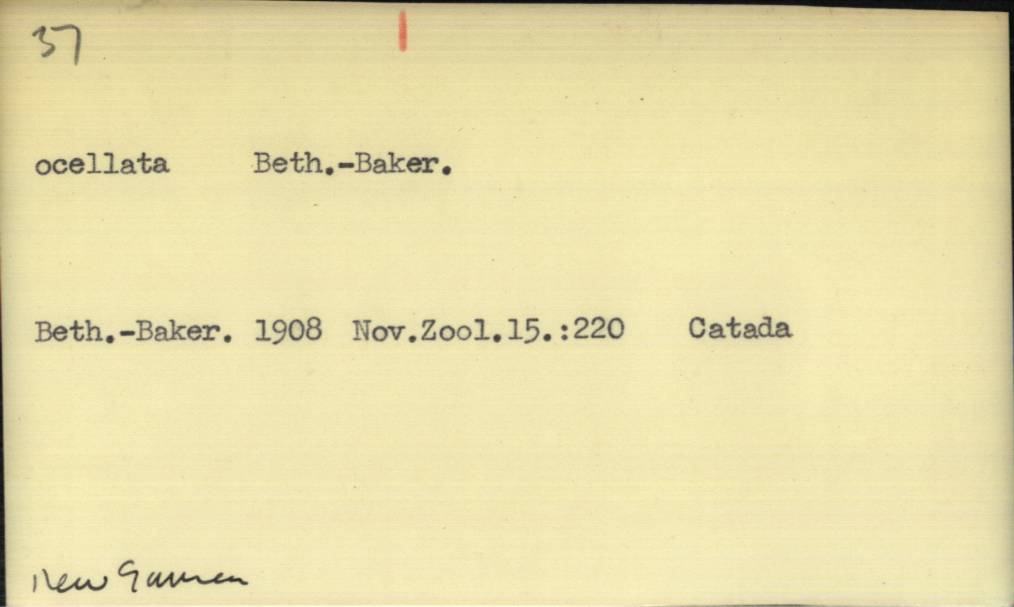 37
ocellata Beth.-Baker.
Beth.-Baker. 1908 Nov.Zool.15.:220 Catada
New Guinea